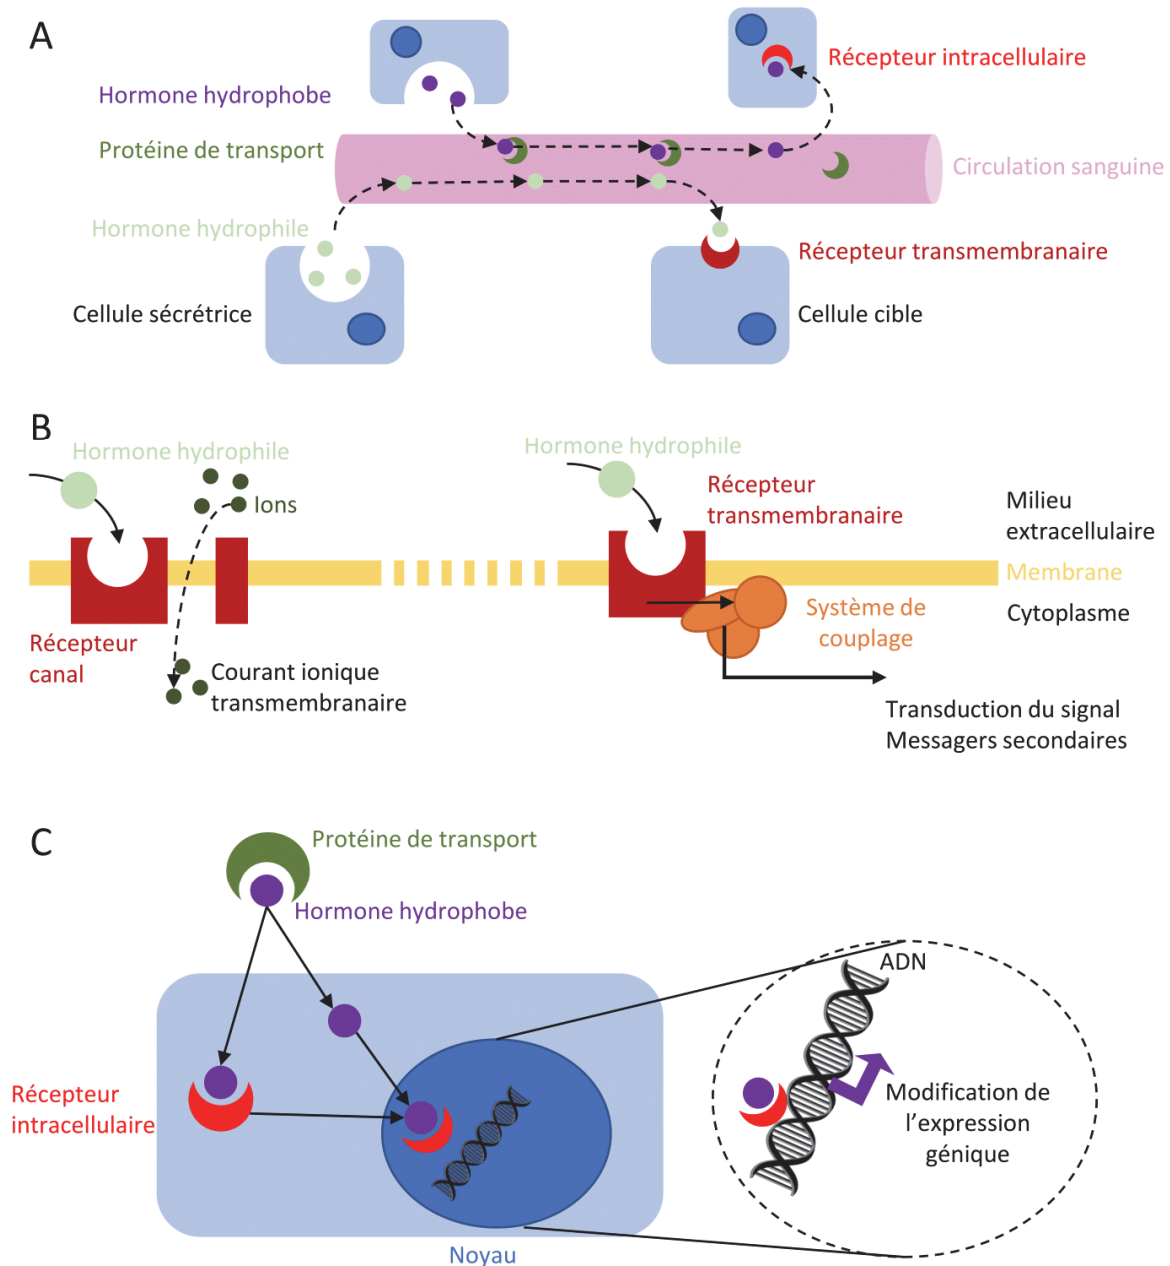 A
Récepteur intracellulaire
Hormone hydrophobe
Protéine de transport
Circulation sanguine
Hormone hydrophile
Récepteur transmembranaire
Cellule sécrétrice
Cellule cible
B
Hormone hydrophile
Ions
Récepteur
canal
Courant ionique
transmembranaire
Hormone hydrophile
Récepteur
transmembranaire
Milieu
extracellulaire
Membrane
Cytoplasme
Système de
couplage
Transduction du signal
Messagers secondaires
C
Protéine de transport
Hormone hydrophobe
Récepteur
intracellulaire
Noyau
ADN
Modification de
l’expression
génique